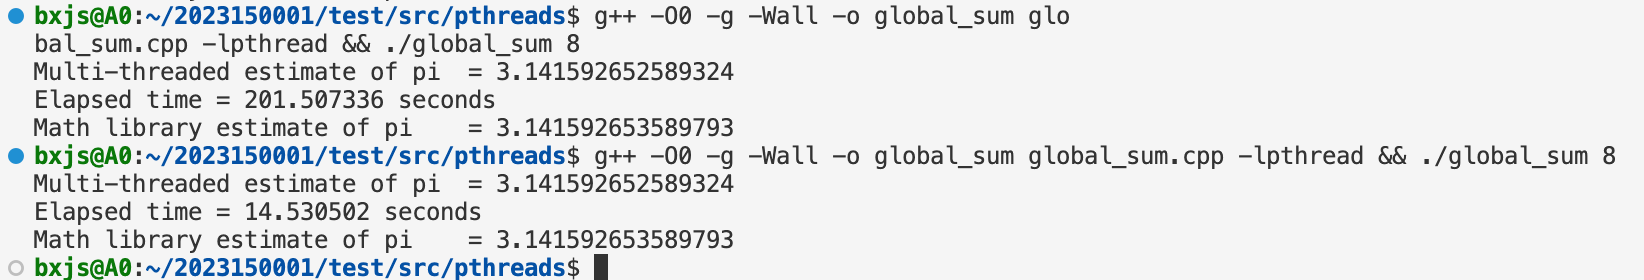 bxjs@A0:~/2023150001/test/src/pthreads$ g++ -O0 -g -Wall -o global_sum glo
bal_sum.cpp -lpthread && ./global_sum 8
Multi-threaded estimate of pi  = 3.141592652589324
Elapsed time = 201.507336 seconds
Math library estimate of pi    = 3.141592653589793
bxjs@A0:~/2023150001/test/src/pthreads$ g++ -O0 -g -Wall -o global_sum global_sum.cpp -lpthread && ./global_sum 8
Multi-threaded estimate of pi  = 3.141592652589324
Elapsed time = 14.530502 seconds
Math library estimate of pi    = 3.141592653589793
bxjs@A0:~/2023150001/test/src/pthreads$